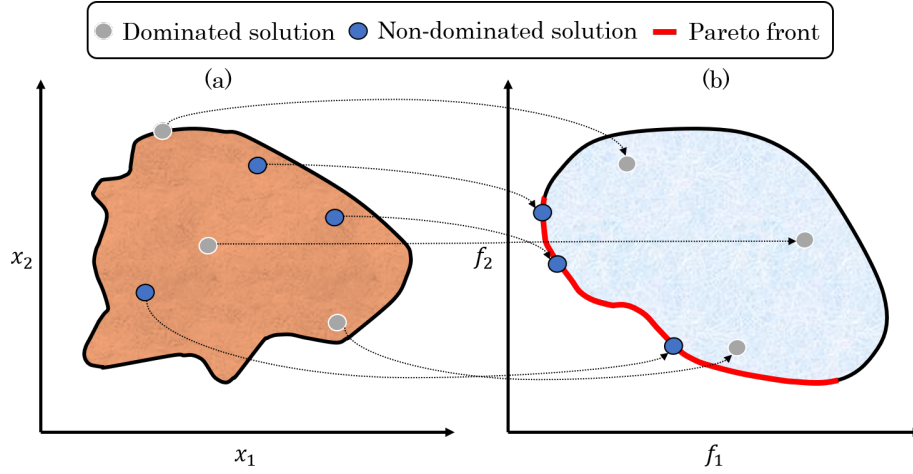 Dominated solution Non-dominated solution Pareto front
(a) (b)
x₂ f₂
x₁ f₁